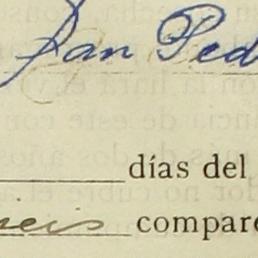 San Ped
días del
seis compare